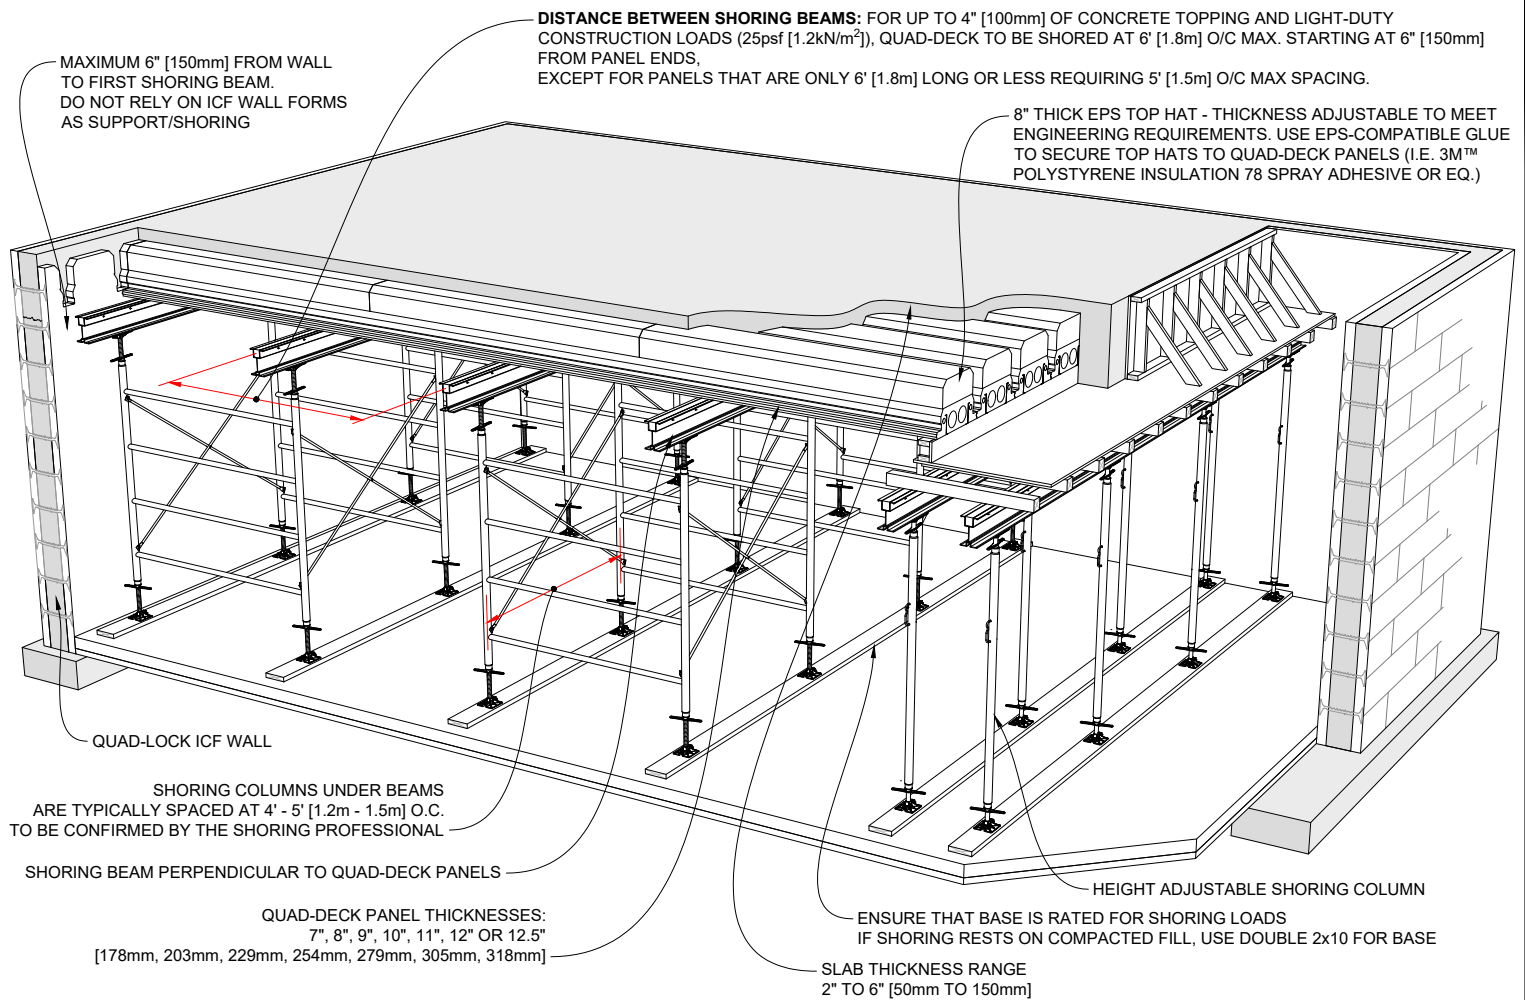 DISTANCE BETWEEN SHORING BEAMS: FOR UP TO 4" [100mm] OF CONCRETE TOPPING AND LIGHT-DUTY
CONSTRUCTION LOADS (25psf [1.2kN/m²]), QUAD-DECK TO BE SHORED AT 6' [1.8m] O/C MAX. STARTING AT 6" [150mm]
FROM PANEL ENDS,
EXCEPT FOR PANELS THAT ARE ONLY 6' [1.8m] LONG OR LESS REQUIRING 5' [1.5m] O/C MAX SPACING.
MAXIMUM 6" [150mm] FROM WALL
TO FIRST SHORING BEAM.
DO NOT RELY ON ICF WALL FORMS
AS SUPPORT/SHORING
8" THICK EPS TOP HAT - THICKNESS ADJUSTABLE TO MEET
ENGINEERING REQUIREMENTS. USE EPS-COMPATIBLE GLUE
TO SECURE TOP HATS TO QUAD-DECK PANELS (I.E. 3M™
POLYSTYRENE INSULATION 78 SPRAY ADHESIVE OR EQ.)
QUAD-LOCK ICF WALL
SHORING COLUMNS UNDER BEAMS
ARE TYPICALLY SPACED AT 4' - 5' [1.2m - 1.5m] O.C.
TO BE CONFIRMED BY THE SHORING PROFESSIONAL
SHORING BEAM PERPENDICULAR TO QUAD-DECK PANELS
QUAD-DECK PANEL THICKNESSES:
7", 8", 9", 10", 11", 12" OR 12.5"
[178mm, 203mm, 229mm, 254mm, 279mm, 305mm, 318mm]
HEIGHT ADJUSTABLE SHORING COLUMN
ENSURE THAT BASE IS RATED FOR SHORING LOADS
IF SHORING RESTS ON COMPACTED FILL, USE DOUBLE 2x10 FOR BASE
SLAB THICKNESS RANGE
2" TO 6" [50mm TO 150mm]